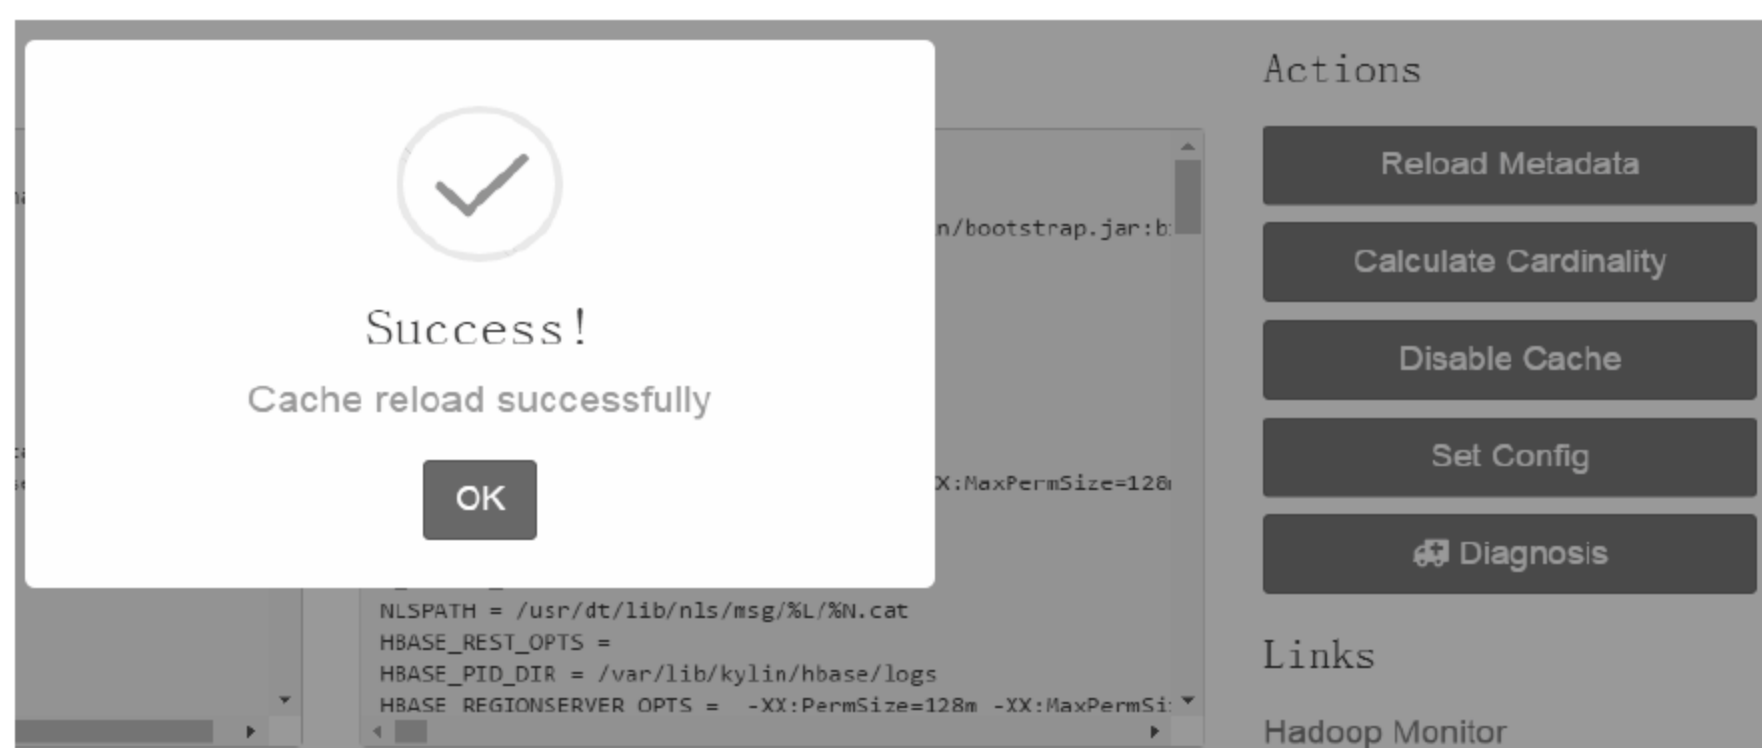 Success!
Cache reload successfully
OK
n/bootstrap.jar:b
X:MaxPermSize=128
NLSPATH = /usr/dt/lib/nls/msg/%L/%N.cat
HBASE_REST_OPTS =
HBASE_PID_DIR = /var/lib/kylin/hbase/logs
HBASE_REGIONSERVER_OPTS = -XX:PermSize=128m -XX:MaxPermSi
Actions
Reload Metadata
Calculate Cardinality
Disable Cache
Set Config
Diagnosis
Links
Hadoop Monitor